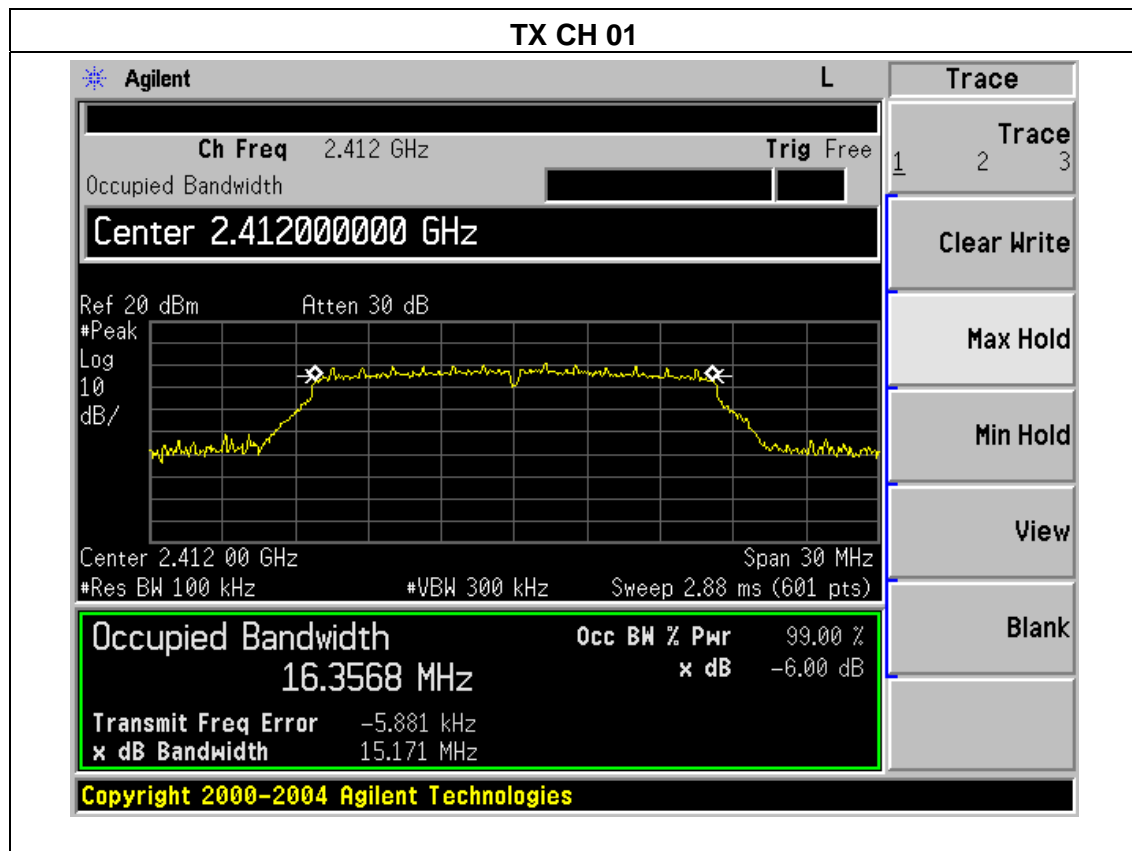 TX CH 01
Agilent L Trace
Ch Freq 2.412 GHz Trig Free
Occupied Bandwidth
Center 2.412000000 GHz
Ref 20 dBm Atten 30 dB
#Peak
Log
10
dB/
Center 2.412 00 GHz Span 30 MHz
#Res BW 100 kHz #VBW 300 kHz Sweep 2.88 ms (601 pts)
Occupied Bandwidth
16.3568 MHz
Occ BW % Pwr 99.00 %
x dB -6.00 dB
Transmit Freq Error -5.881 kHz
x dB Bandwidth 15.171 MHz
Copyright 2000-2004 Agilent Technologies
Trace
1 2 3
Clear Write
Max Hold
Min Hold
View
Blank